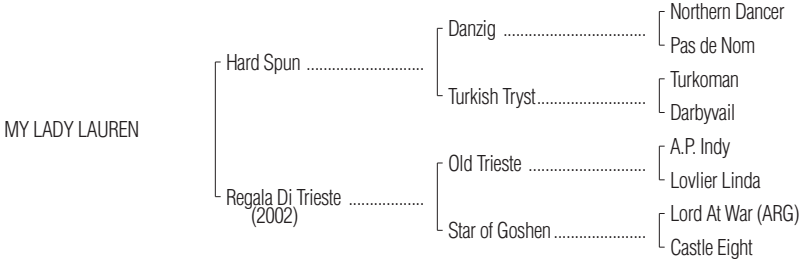 Northern Dancer
Danzig ................................
Pas de Nom
Hard Spun ..........................
Turkoman
Turkish Tryst........................
Darbyvail
MY LADY LAUREN
A.P. Indy
Old Trieste ..........................
Lovlier Linda
Regala Di Trieste .................
(2002)
Lord At War (ARG)
Star of Goshen....................
Castle Eight